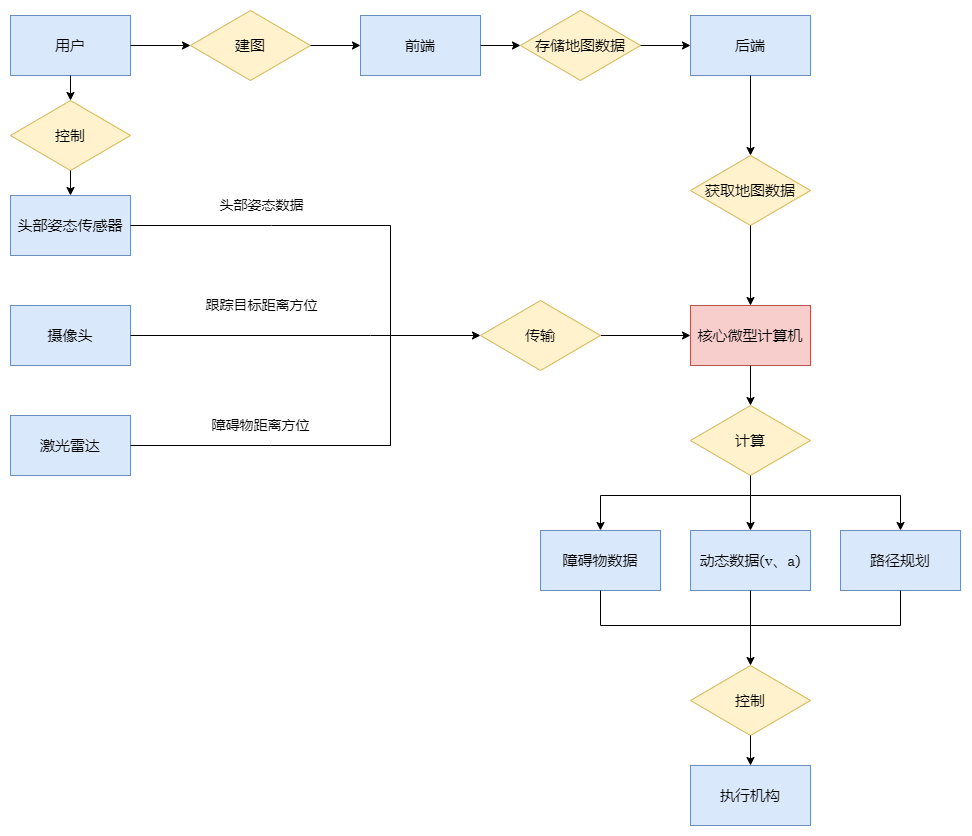 用户
建图
前端
存储地图数据
后端
控制
获取地图数据
头部姿态传感器
头部姿态数据
摄像头
跟踪目标距离方位
传输
核心微型计算机
激光雷达
障碍物距离方位
计算
障碍物数据
动态数据(v、a)
路径规划
控制
执行机构